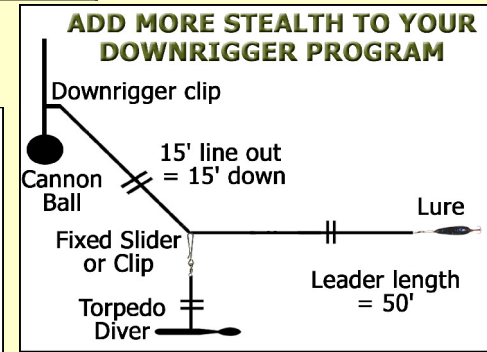 ADD MORE STEALTH TO YOUR
DOWNRIGGER PROGRAM
Downrigger clip
15' line out
= 15' down
Cannon
Ball
Lure
Fixed Slider
or Clip
Leader length
= 50'
Torpedo
Diver